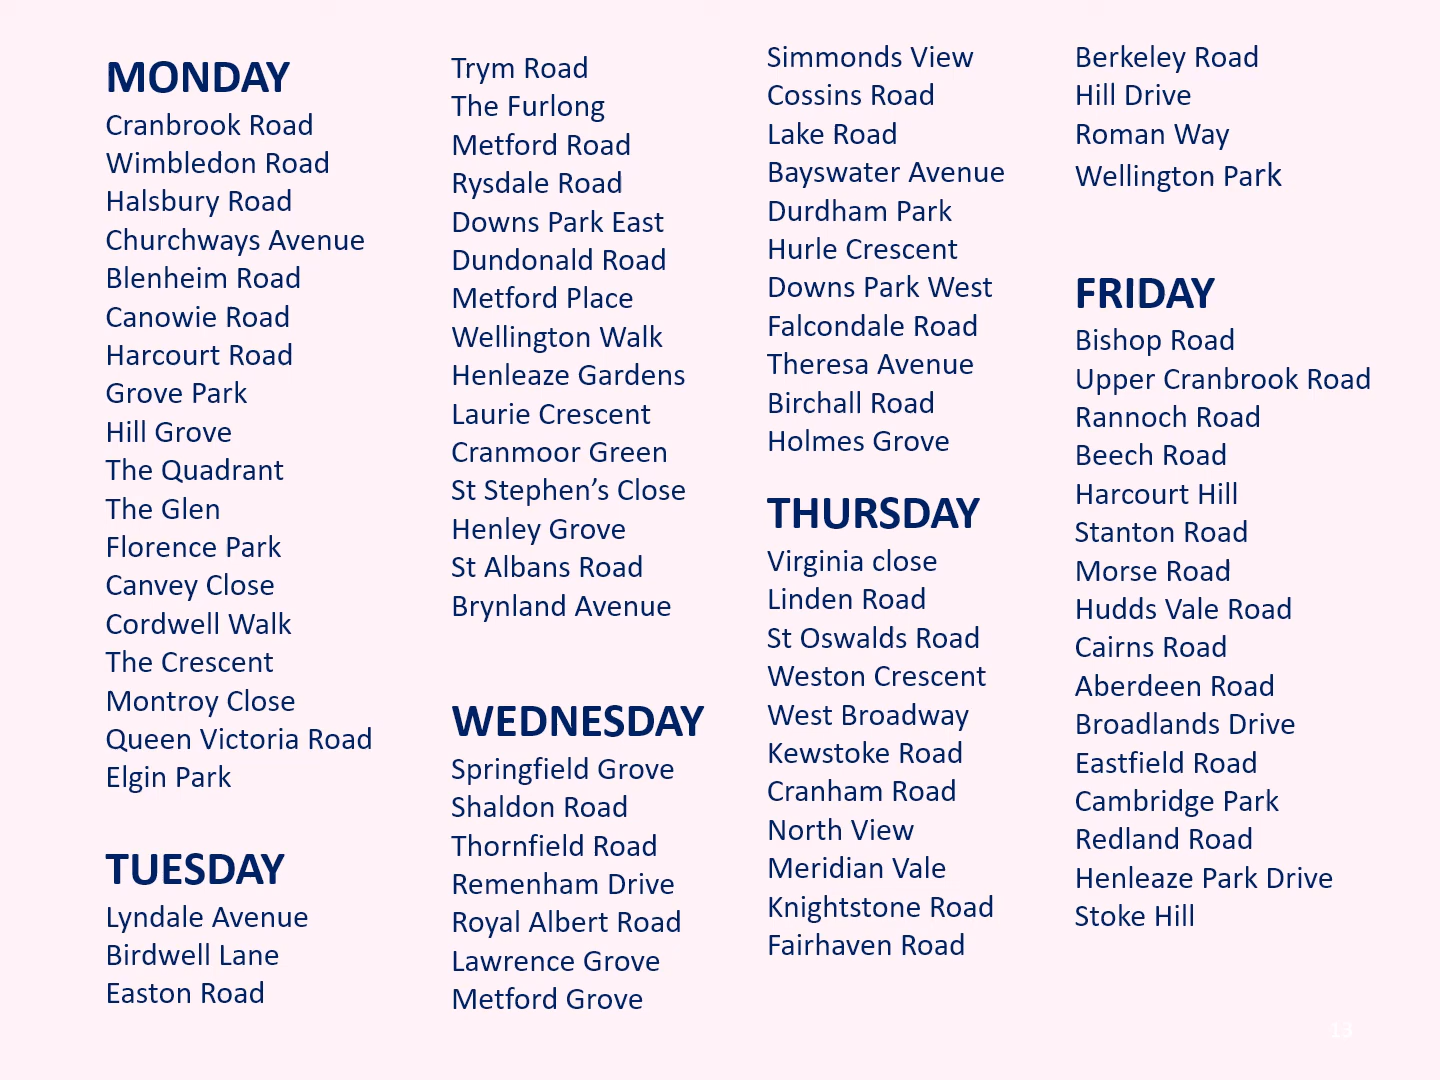 MONDAY
Cranbrook Road
Wimbledon Road
Halsbury Road
Churchways Avenue
Blenheim Road
Canowie Road
Harcourt Road
Grove Park
Hill Grove
The Quadrant
The Glen
Florence Park
Canvey Close
Cordwell Walk
The Crescent
Montroy Close
Queen Victoria Road
Elgin Park
TUESDAY
Lyndale Avenue
Birdwell Lane
Easton Road
Trym Road
The Furlong
Metford Road
Rysdale Road
Downs Park East
Dundonald Road
Metford Place
Wellington Walk
Henleaze Gardens
Laurie Crescent
Cranmoor Green
St Stephen’s Close
Henley Grove
St Albans Road
Brynland Avenue
WEDNESDAY
Springfield Grove
Shaldon Road
Thornfield Road
Remenham Drive
Royal Albert Road
Lawrence Grove
Metford Grove
Simmonds View
Cossins Road
Lake Road
Bayswater Avenue
Durdham Park
Hurle Crescent
Downs Park West
Falcondale Road
Theresa Avenue
Birchall Road
Holmes Grove
THURSDAY
Virginia close
Linden Road
St Oswalds Road
Weston Crescent
West Broadway
Kewstoke Road
Cranham Road
North View
Meridian Vale
Knightstone Road
Fairhaven Road
Berkeley Road
Hill Drive
Roman Way
Wellington Park
FRIDAY
Bishop Road
Upper Cranbrook Road
Rannoch Road
Beech Road
Harcourt Hill
Stanton Road
Morse Road
Hudds Vale Road
Cairns Road
Aberdeen Road
Broadlands Drive
Eastfield Road
Cambridge Park
Redland Road
Henleaze Park Drive
Stoke Hill
13